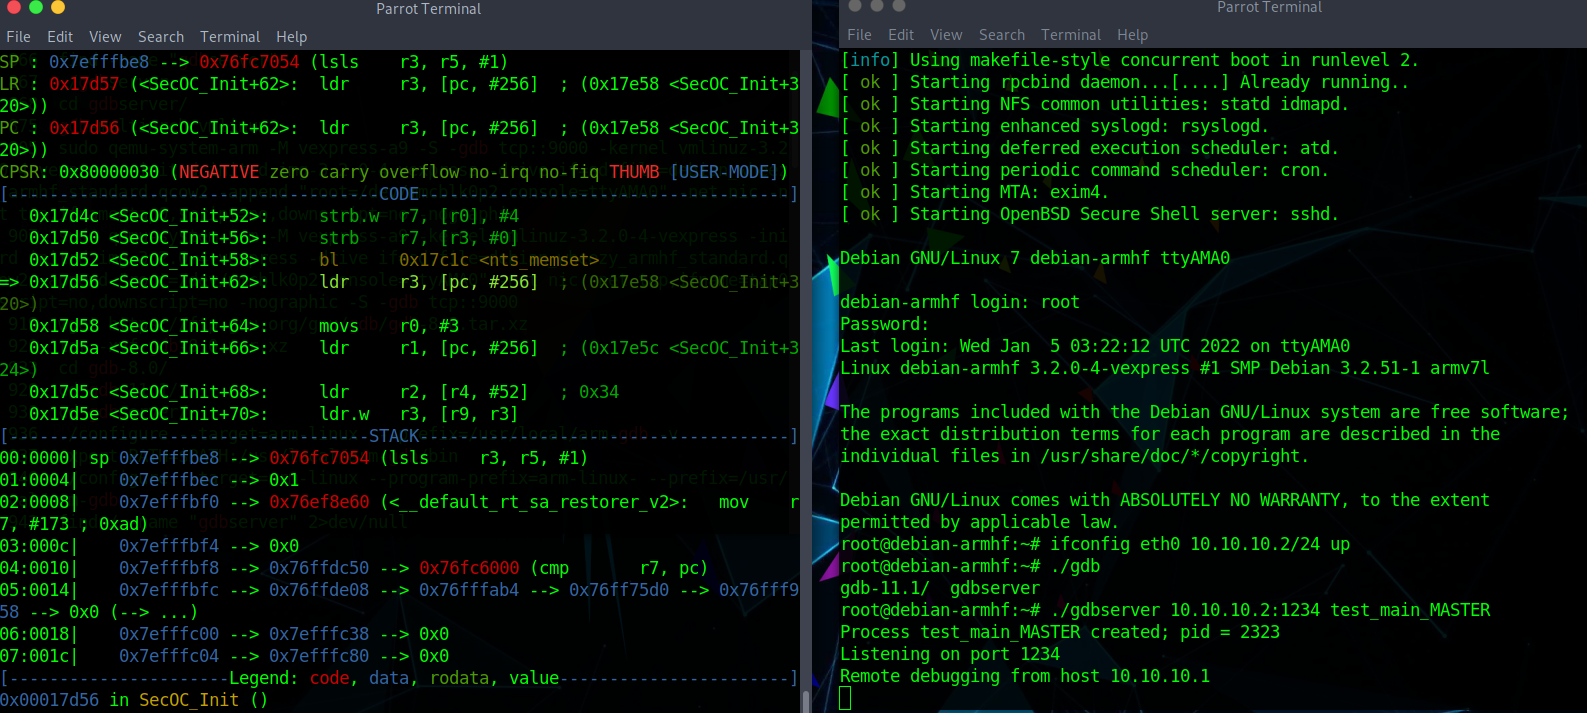 Parrot Terminal
File Edit View Search Terminal Help
SP : 0x7efffbe8 --> 0x76fc7054 (lsls    r3, r5, #1)
LR : 0x17d57 (<SecOC_Init+62>:  ldr     r3, [pc, #256]  ; (0x17e58 <SecOC_Init+3
20>))
PC : 0x17d56 (<SecOC_Init+62>:  ldr     r3, [pc, #256]  ; (0x17e58 <SecOC_Init+3
20>))
CPSR: 0x80000030 (NEGATIVE zero carry overflow no-irq no-fiq THUMB [USER-MODE])
[-------------------------------------CODE-------------------------------------]
   0x17d4c <SecOC_Init+52>:     strb.w  r7, [r0], #4
   0x17d50 <SecOC_Init+56>:     strb    r7, [r3, #0]
   0x17d52 <SecOC_Init+58>:     bl      0x17c1c <nts_memset>
=> 0x17d56 <SecOC_Init+62>:     ldr     r3, [pc, #256]  ; (0x17e58 <SecOC_Init+3
20>)
   0x17d58 <SecOC_Init+64>:     movs    r0, #3
   0x17d5a <SecOC_Init+66>:     ldr     r1, [pc, #256]  ; (0x17e5c <SecOC_Init+3
24>)
   0x17d5c <SecOC_Init+68>:     ldr     r2, [r4, #52]   ; 0x34
   0x17d5e <SecOC_Init+70>:     ldr.w   r3, [r9, r3]
[------------------------------------STACK-------------------------------------]
00:0000| sp 0x7efffbe8 --> 0x76fc7054 (lsls     r3, r5, #1)
01:0004|    0x7efffbec --> 0x1
02:0008|    0x7efffbf0 --> 0x76ef8e60 (<__default_rt_sa_restorer_v2>:   mov     r
7, #173 ; 0xad)
03:000c|    0x7efffbf4 --> 0x0
04:0010|    0x7efffbf8 --> 0x76ffdc50 --> 0x76fc6000 (cmp       r7, pc)
05:0014|    0x7efffbfc --> 0x76ffde08 --> 0x76fffab4 --> 0x76ff75d0 --> 0x76fff9
58 --> 0x0 (--> ...)
06:0018|    0x7efffc00 --> 0x7efffc38 --> 0x0
07:001c|    0x7efffc04 --> 0x7efffc80 --> 0x0
[----------------------Legend: code, data, rodata, value-----------------------]
0x00017d56 in SecOC_Init ()
Parrot Terminal
File Edit View Search Terminal Help
[info] Using makefile-style concurrent boot in runlevel 2.
[ ok ] Starting rpcbind daemon...[....] Already running..
[ ok ] Starting NFS common utilities: statd idmapd.
[ ok ] Starting enhanced syslogd: rsyslogd.
[ ok ] Starting deferred execution scheduler: atd.
[ ok ] Starting periodic command scheduler: cron.
[ ok ] Starting MTA: exim4.
[ ok ] Starting OpenBSD Secure Shell server: sshd.
Debian GNU/Linux 7 debian-armhf ttyAMA0
debian-armhf login: root
Password:
Last login: Wed Jan  5 03:22:12 UTC 2022 on ttyAMA0
Linux debian-armhf 3.2.0-4-vexpress #1 SMP Debian 3.2.51-1 armv7l
The programs included with the Debian GNU/Linux system are free software;
the exact distribution terms for each program are described in the
individual files in /usr/share/doc/*/copyright.
Debian GNU/Linux comes with ABSOLUTELY NO WARRANTY, to the extent
permitted by applicable law.
root@debian-armhf:~# ifconfig eth0 10.10.10.2/24 up
root@debian-armhf:~# ./gdb
gdb-11.1/  gdbserver
root@debian-armhf:~# ./gdbserver 10.10.10.2:1234 test_main_MASTER
Process test_main_MASTER created; pid = 2323
Listening on port 1234
Remote debugging from host 10.10.10.1